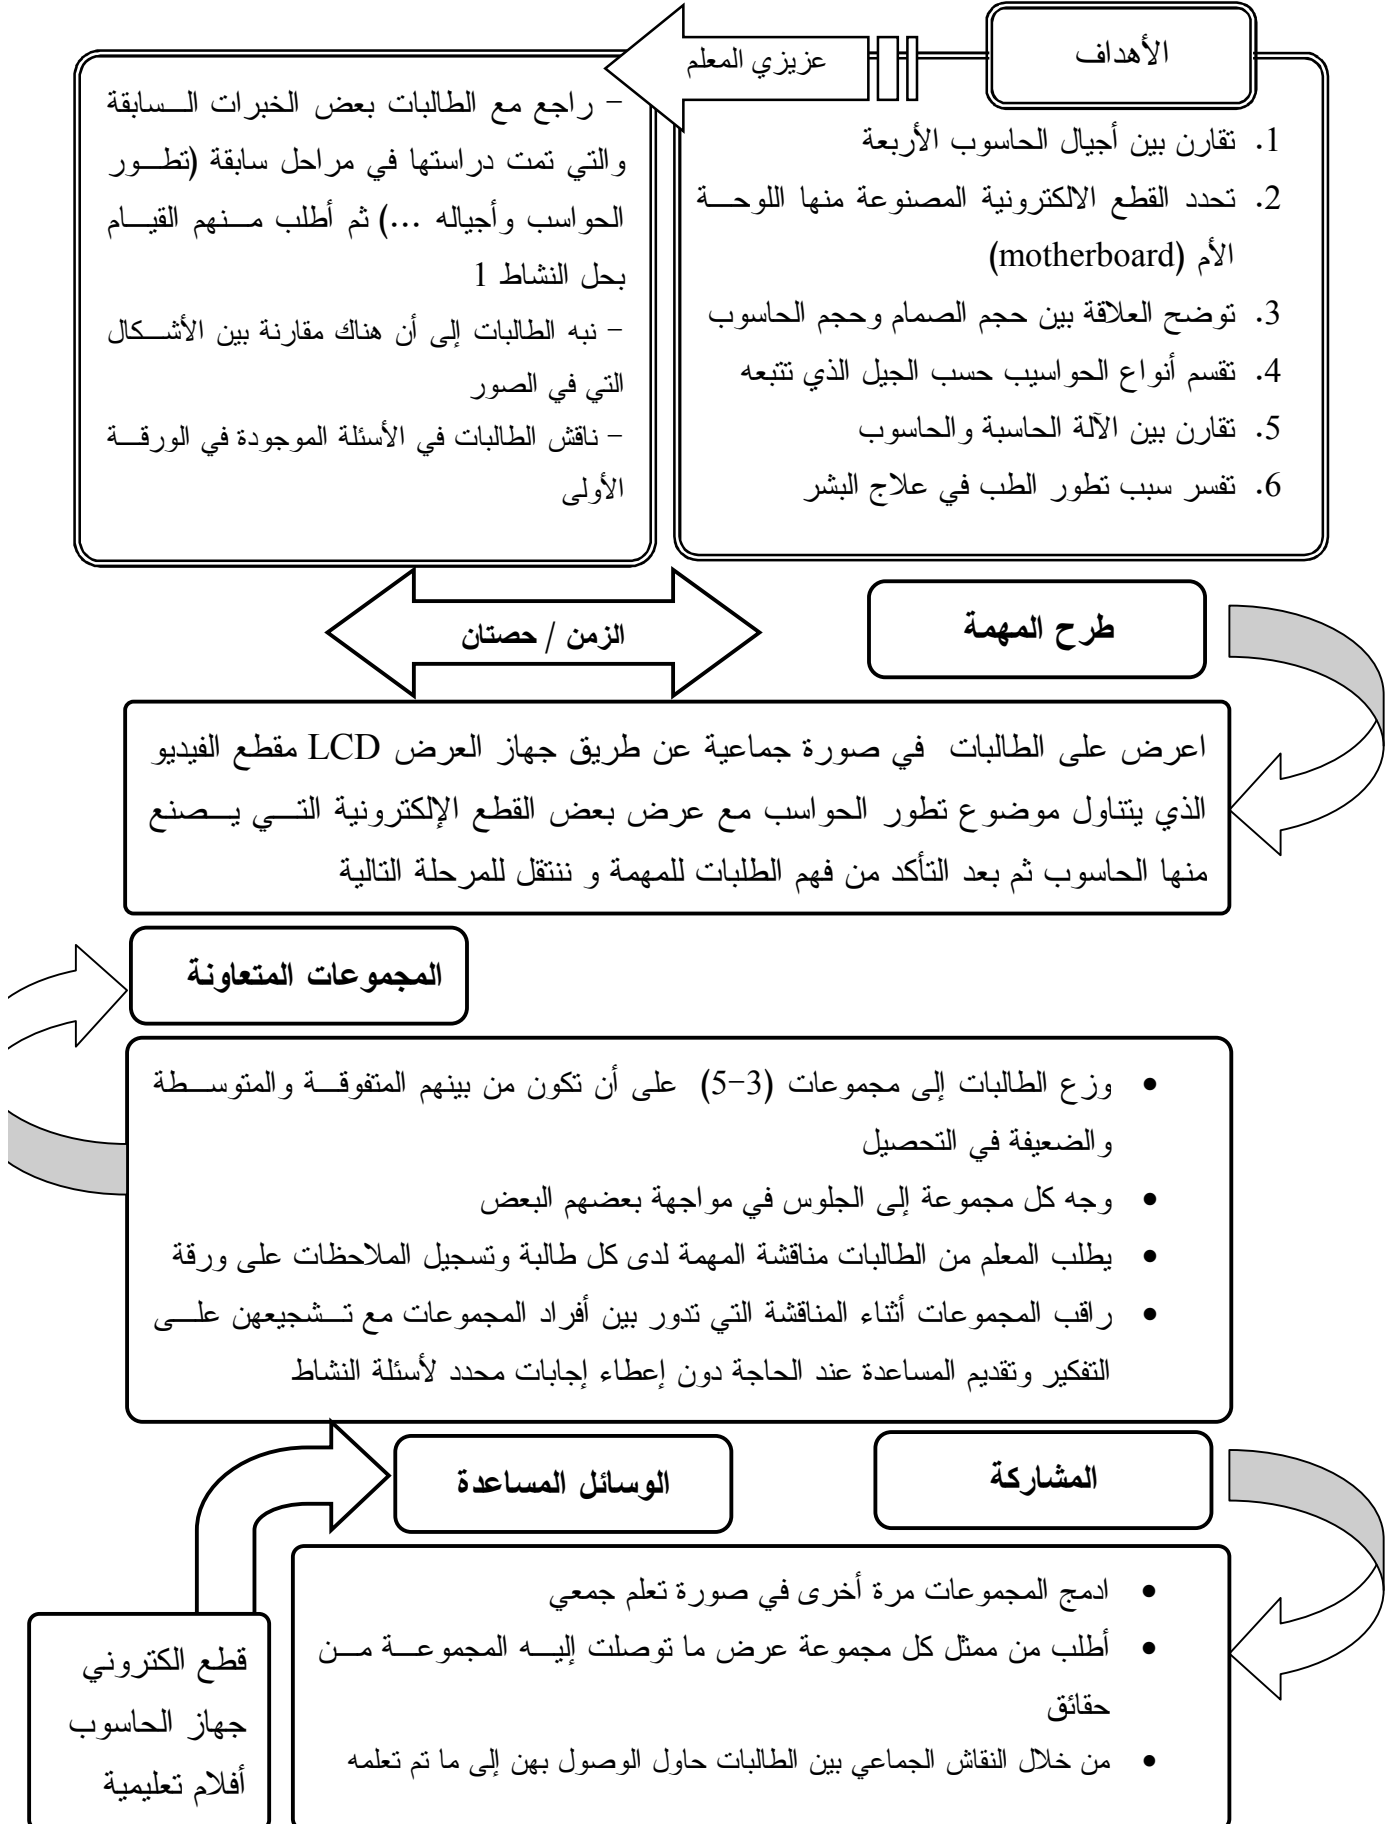 الأهداف
1. تقارن بين أجيال الحاسوب الأربعة
2. تحدد القطع الالكترونية المصنوعة منها اللوحة
الأم (motherboard)
3. توضح العلاقة بين حجم الصمام وحجم الحاسوب
4. تقسم أنواع الحواسيب حسب الجيل الذي تتبعه
5. تقارن بين الآلة الحاسبة والحاسوب
6. تفسر سبب تطور الطب في علاج البشر
عزيزي المعلم
- راجع مع الطالبات بعض الخبرات السابقة
والتي تمت دراستها في مراحل سابقة (تطور
الحواسب وأجياله ...) ثم أطلب منهم القيام
بحل النشاط 1
- نبه الطالبات إلى أن هناك مقارنة بين الأشكال
التي في الصور
- ناقش الطالبات في الأسئلة الموجودة في الورقة
الأولى
طرح المهمة
الزمن / حصتان
اعرض على الطالبات في صورة جماعية عن طريق جهاز العرض LCD مقطع الفيديو
الذي يتناول موضوع تطور الحواسب مع عرض بعض القطع الإلكترونية التي يصنع
منها الحاسوب ثم بعد التأكد من فهم الطلبات للمهمة و ننتقل للمرحلة التالية
المجموعات المتعاونة
• وزع الطالبات إلى مجموعات (3-5) على أن تكون من بينهم المتفوقة والمتوسطة
والضعيفة في التحصيل
• وجه كل مجموعة إلى الجلوس في مواجهة بعضهم البعض
• يطلب المعلم من الطالبات مناقشة المهمة لدى كل طالبة وتسجيل الملاحظات على ورقة
• راقب المجموعات أثناء المناقشة التي تدور بين أفراد المجموعات مع تشجيعهن على
التفكير وتقديم المساعدة عند الحاجة دون إعطاء إجابات محدد لأسئلة النشاط
المشاركة
الوسائل المساعدة
• ادمج المجموعات مرة أخرى في صورة تعلم جمعي
• أطلب من ممثل كل مجموعة عرض ما توصلت إليه المجموعة من
حقائق
• من خلال النقاش الجماعي بين الطالبات حاول الوصول بهن إلى ما تم تعلمه
قطع الكتروني
جهاز الحاسوب
أفلام تعليمية